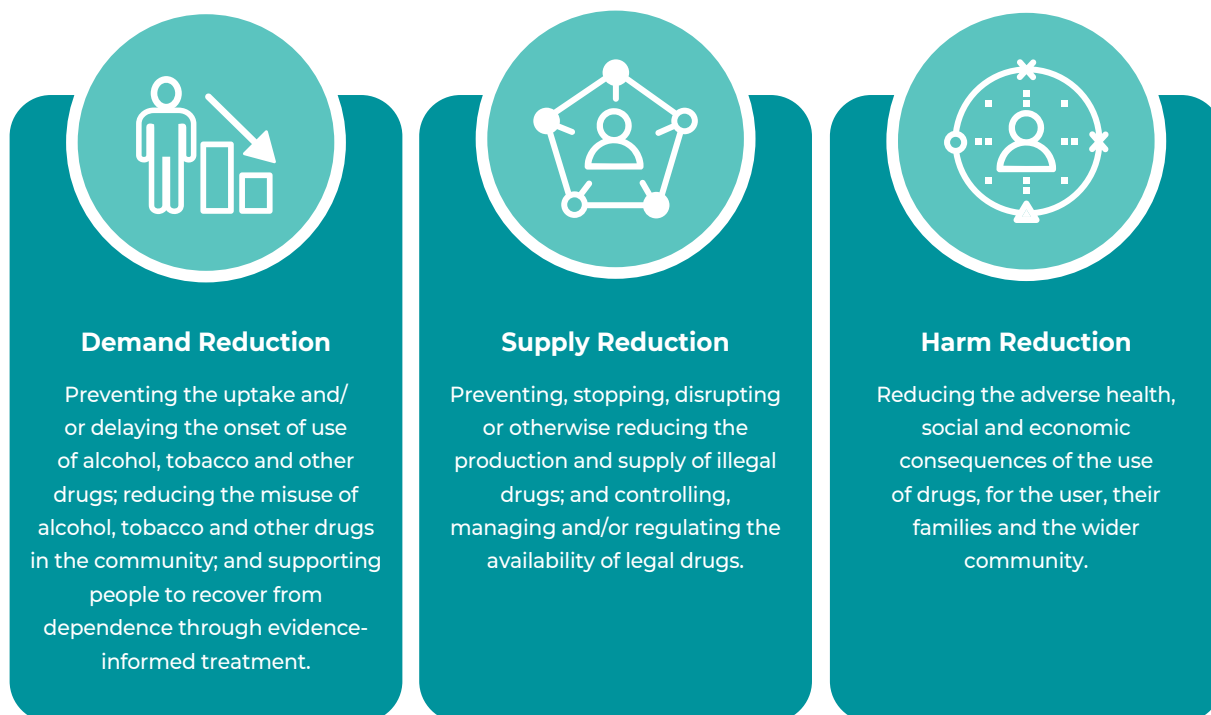 Demand Reduction
Preventing the uptake and/
or delaying the onset of use
of alcohol, tobacco and other
drugs; reducing the misuse of
alcohol, tobacco and other drugs
in the community; and supporting
people to recover from
dependence through evidence-
informed treatment.
Supply Reduction
Preventing, stopping, disrupting
or otherwise reducing the
production and supply of illegal
drugs; and controlling,
managing and/or regulating the
availability of legal drugs.
Harm Reduction
Reducing the adverse health,
social and economic
consequences of the use
of drugs, for the user, their
families and the wider
community.